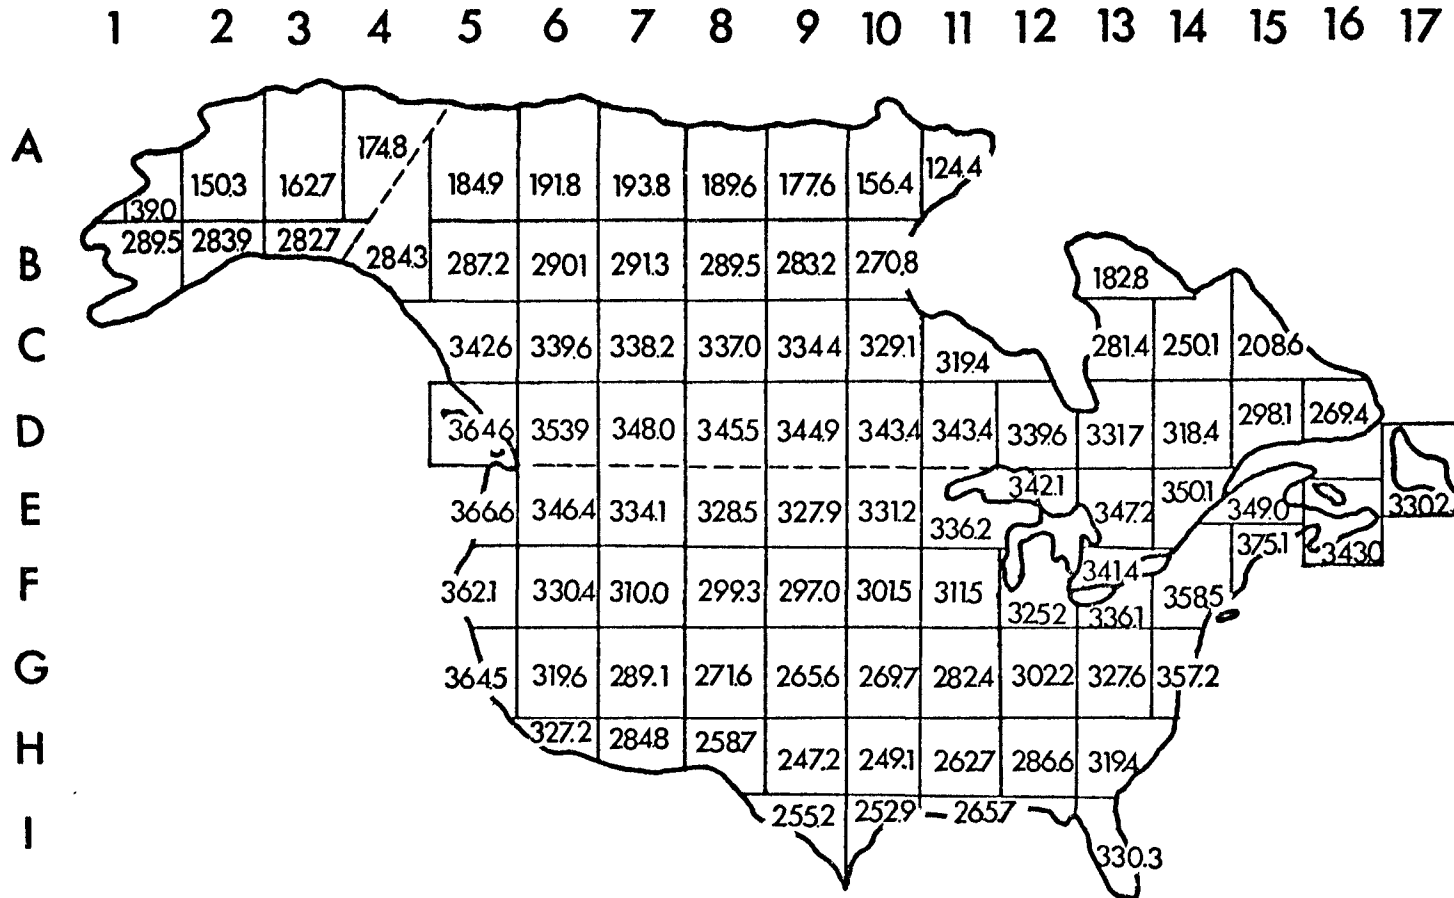 1 2 3 4 5 6 7 8 9 10 11 12 13 14 15 16 17
A 139.0 150.3 162.7 174.8 184.9 191.8 193.8 189.6 177.6 156.4 124.4
B 289.5 283.9 282.7 284.3 287.2 290.1 291.3 289.5 283.2 270.8 182.8
C 342.6 339.6 338.2 337.0 334.4 329.1 319.4 281.4 250.1 208.6
D 364.6 353.9 348.0 345.5 344.9 343.4 343.4 339.6 331.7 318.4 298.1 269.4
E 366.6 346.4 334.1 328.5 327.9 331.2 336.2 342.1 347.2 350.1 349.0 330.2
375.1 343.0
F 362.1 330.4 310.0 299.3 297.0 301.5 311.5 325.2 341.4 336.1 358.5
G 364.5 319.6 289.1 271.6 265.6 269.7 282.4 302.2 327.6 357.2
H 327.2 284.8 258.7 247.2 249.1 262.7 286.6 319.4
I 255.2 252.9 265.7 330.3